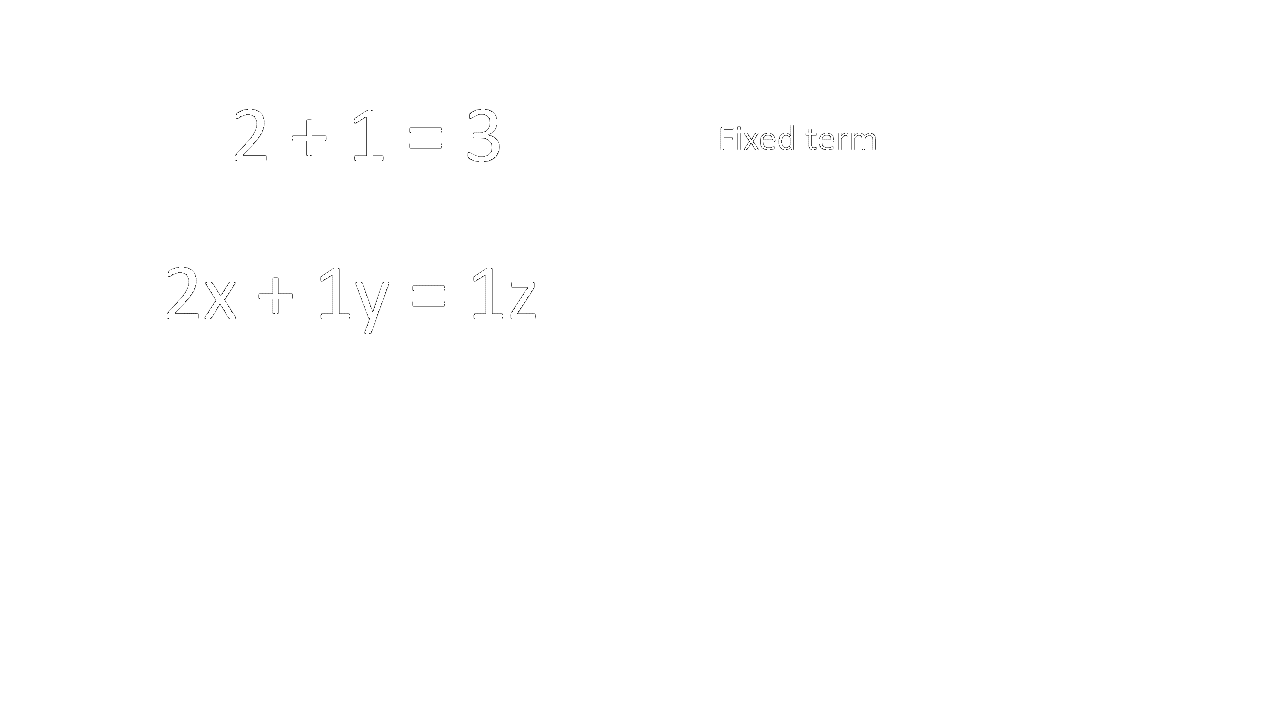 2 + 1 = 3
Fixed term
2x + 1y = 1z